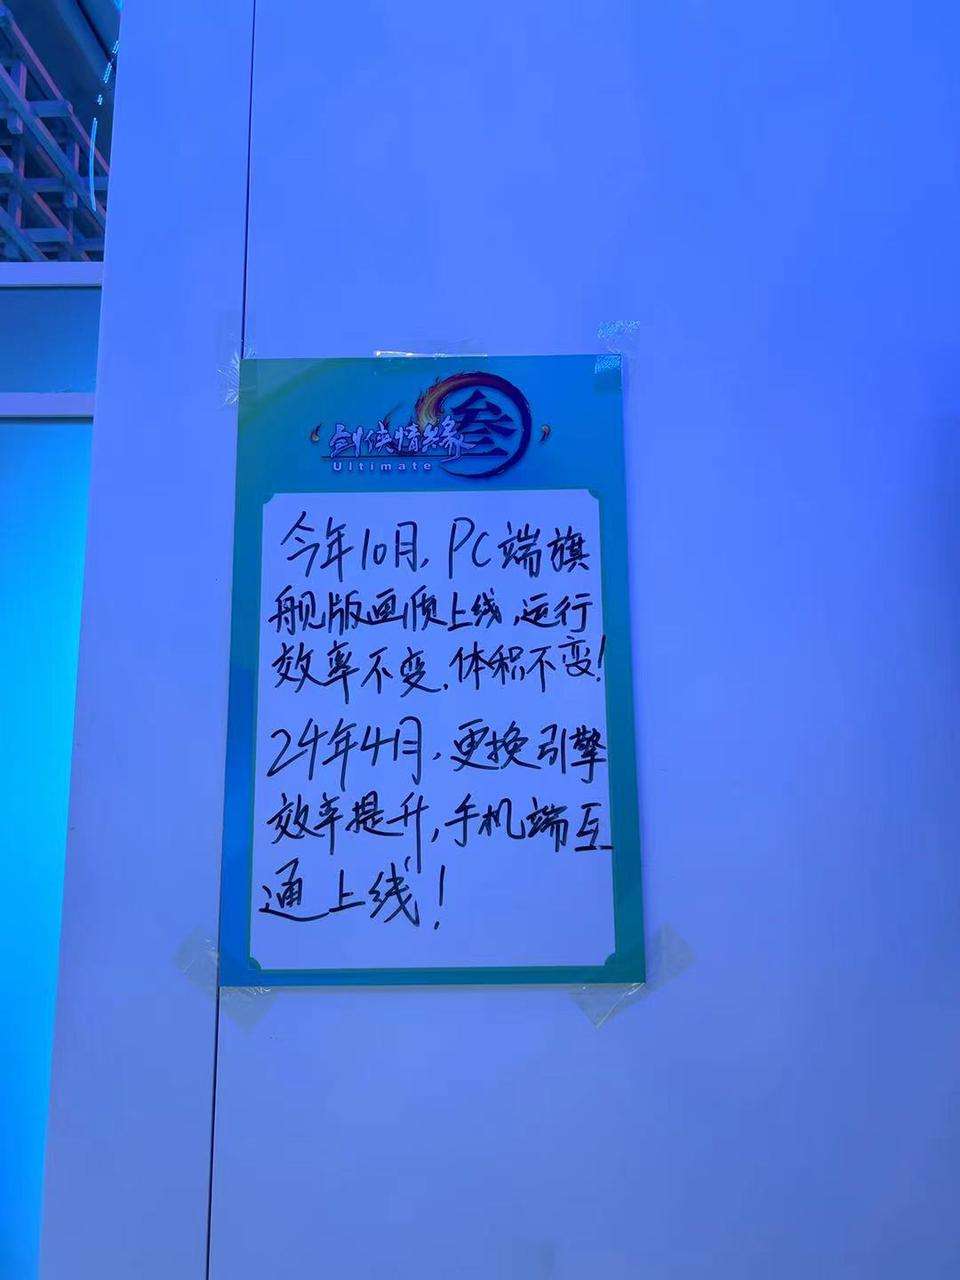 剑侠情缘叁
Ultimate
今年10月，PC端旗
舰版画质上线，运行
效率不变，体积不变！
24年4月，更换引擎
效率提升，手机端互
通上线！